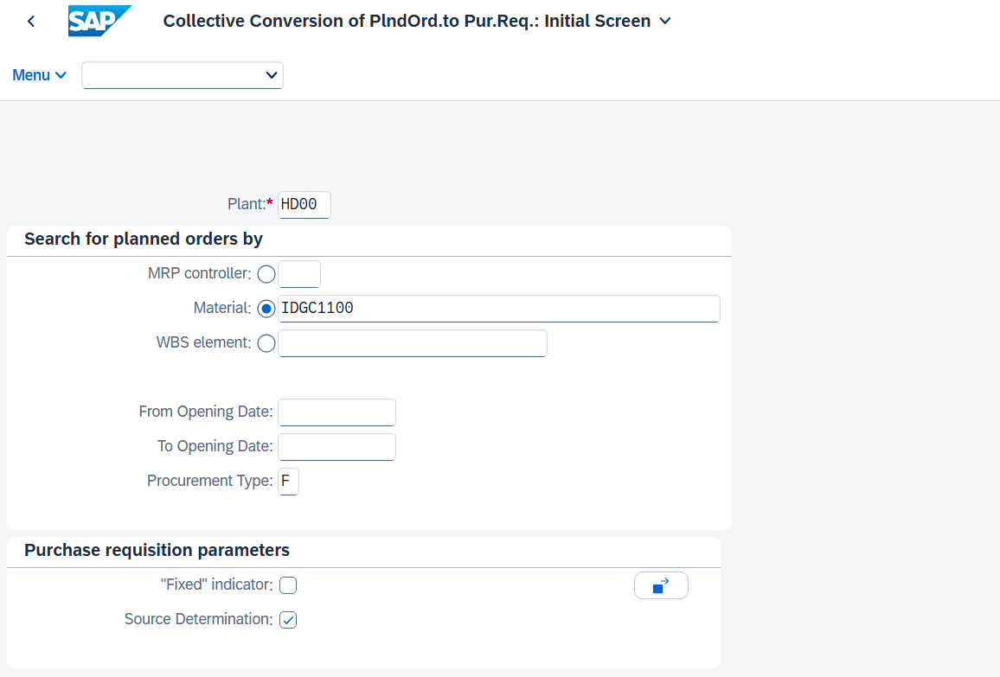 SAP Collective Conversion of PlndOrd.to Pur.Req.: Initial Screen
Menu
Plant:* HD00
Search for planned orders by
MRP controller:
Material: IDGC1100
WBS element:
From Opening Date:
To Opening Date:
Procurement Type: F
Purchase requisition parameters
"Fixed" indicator:
Source Determination: